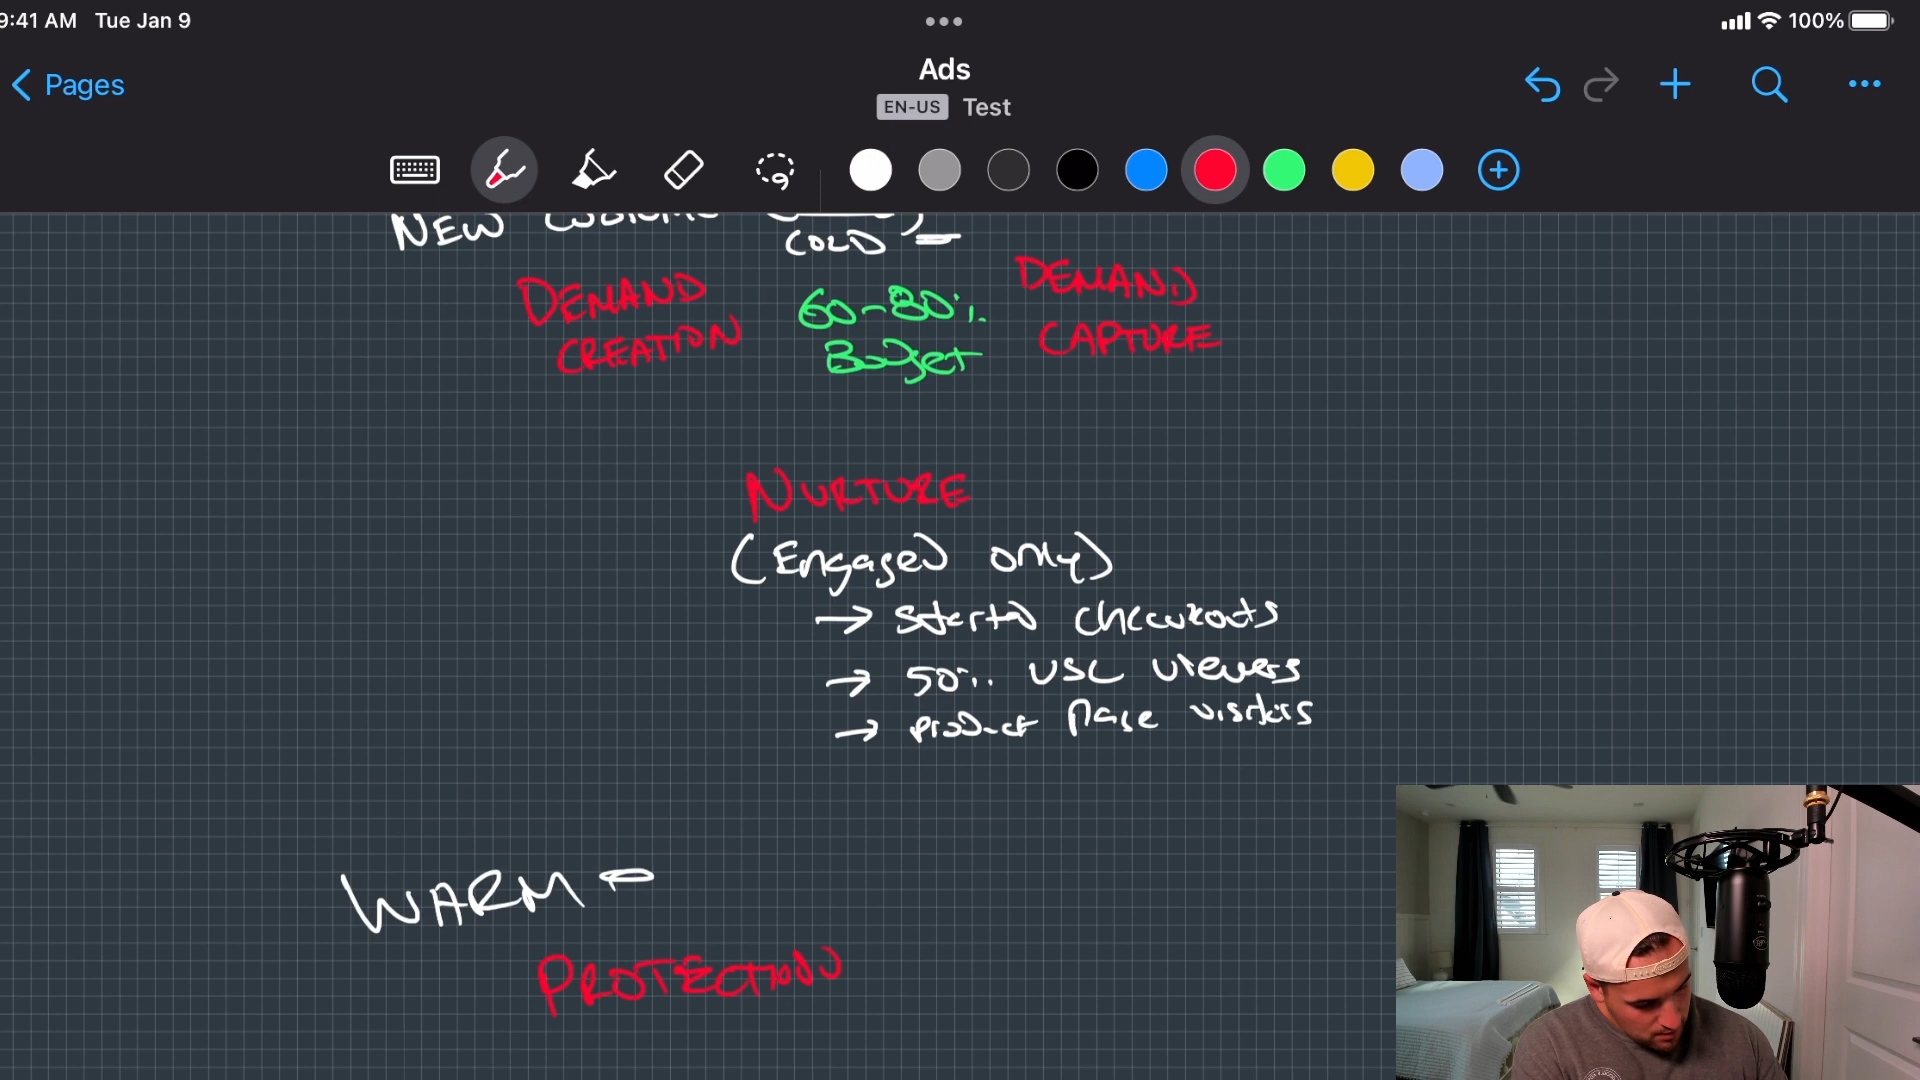 9:41 AM Tue Jan 9
100%
Pages
Ads
EN-US Test
NEW
COLD
DEMAND
CREATION
60-80%
Budget
DEMAND
CAPTURE
NURTURE
(Engaged only)
→ started checkouts
→ 50% VSL viewers
→ product page visitors
WARM -
PROTECTION